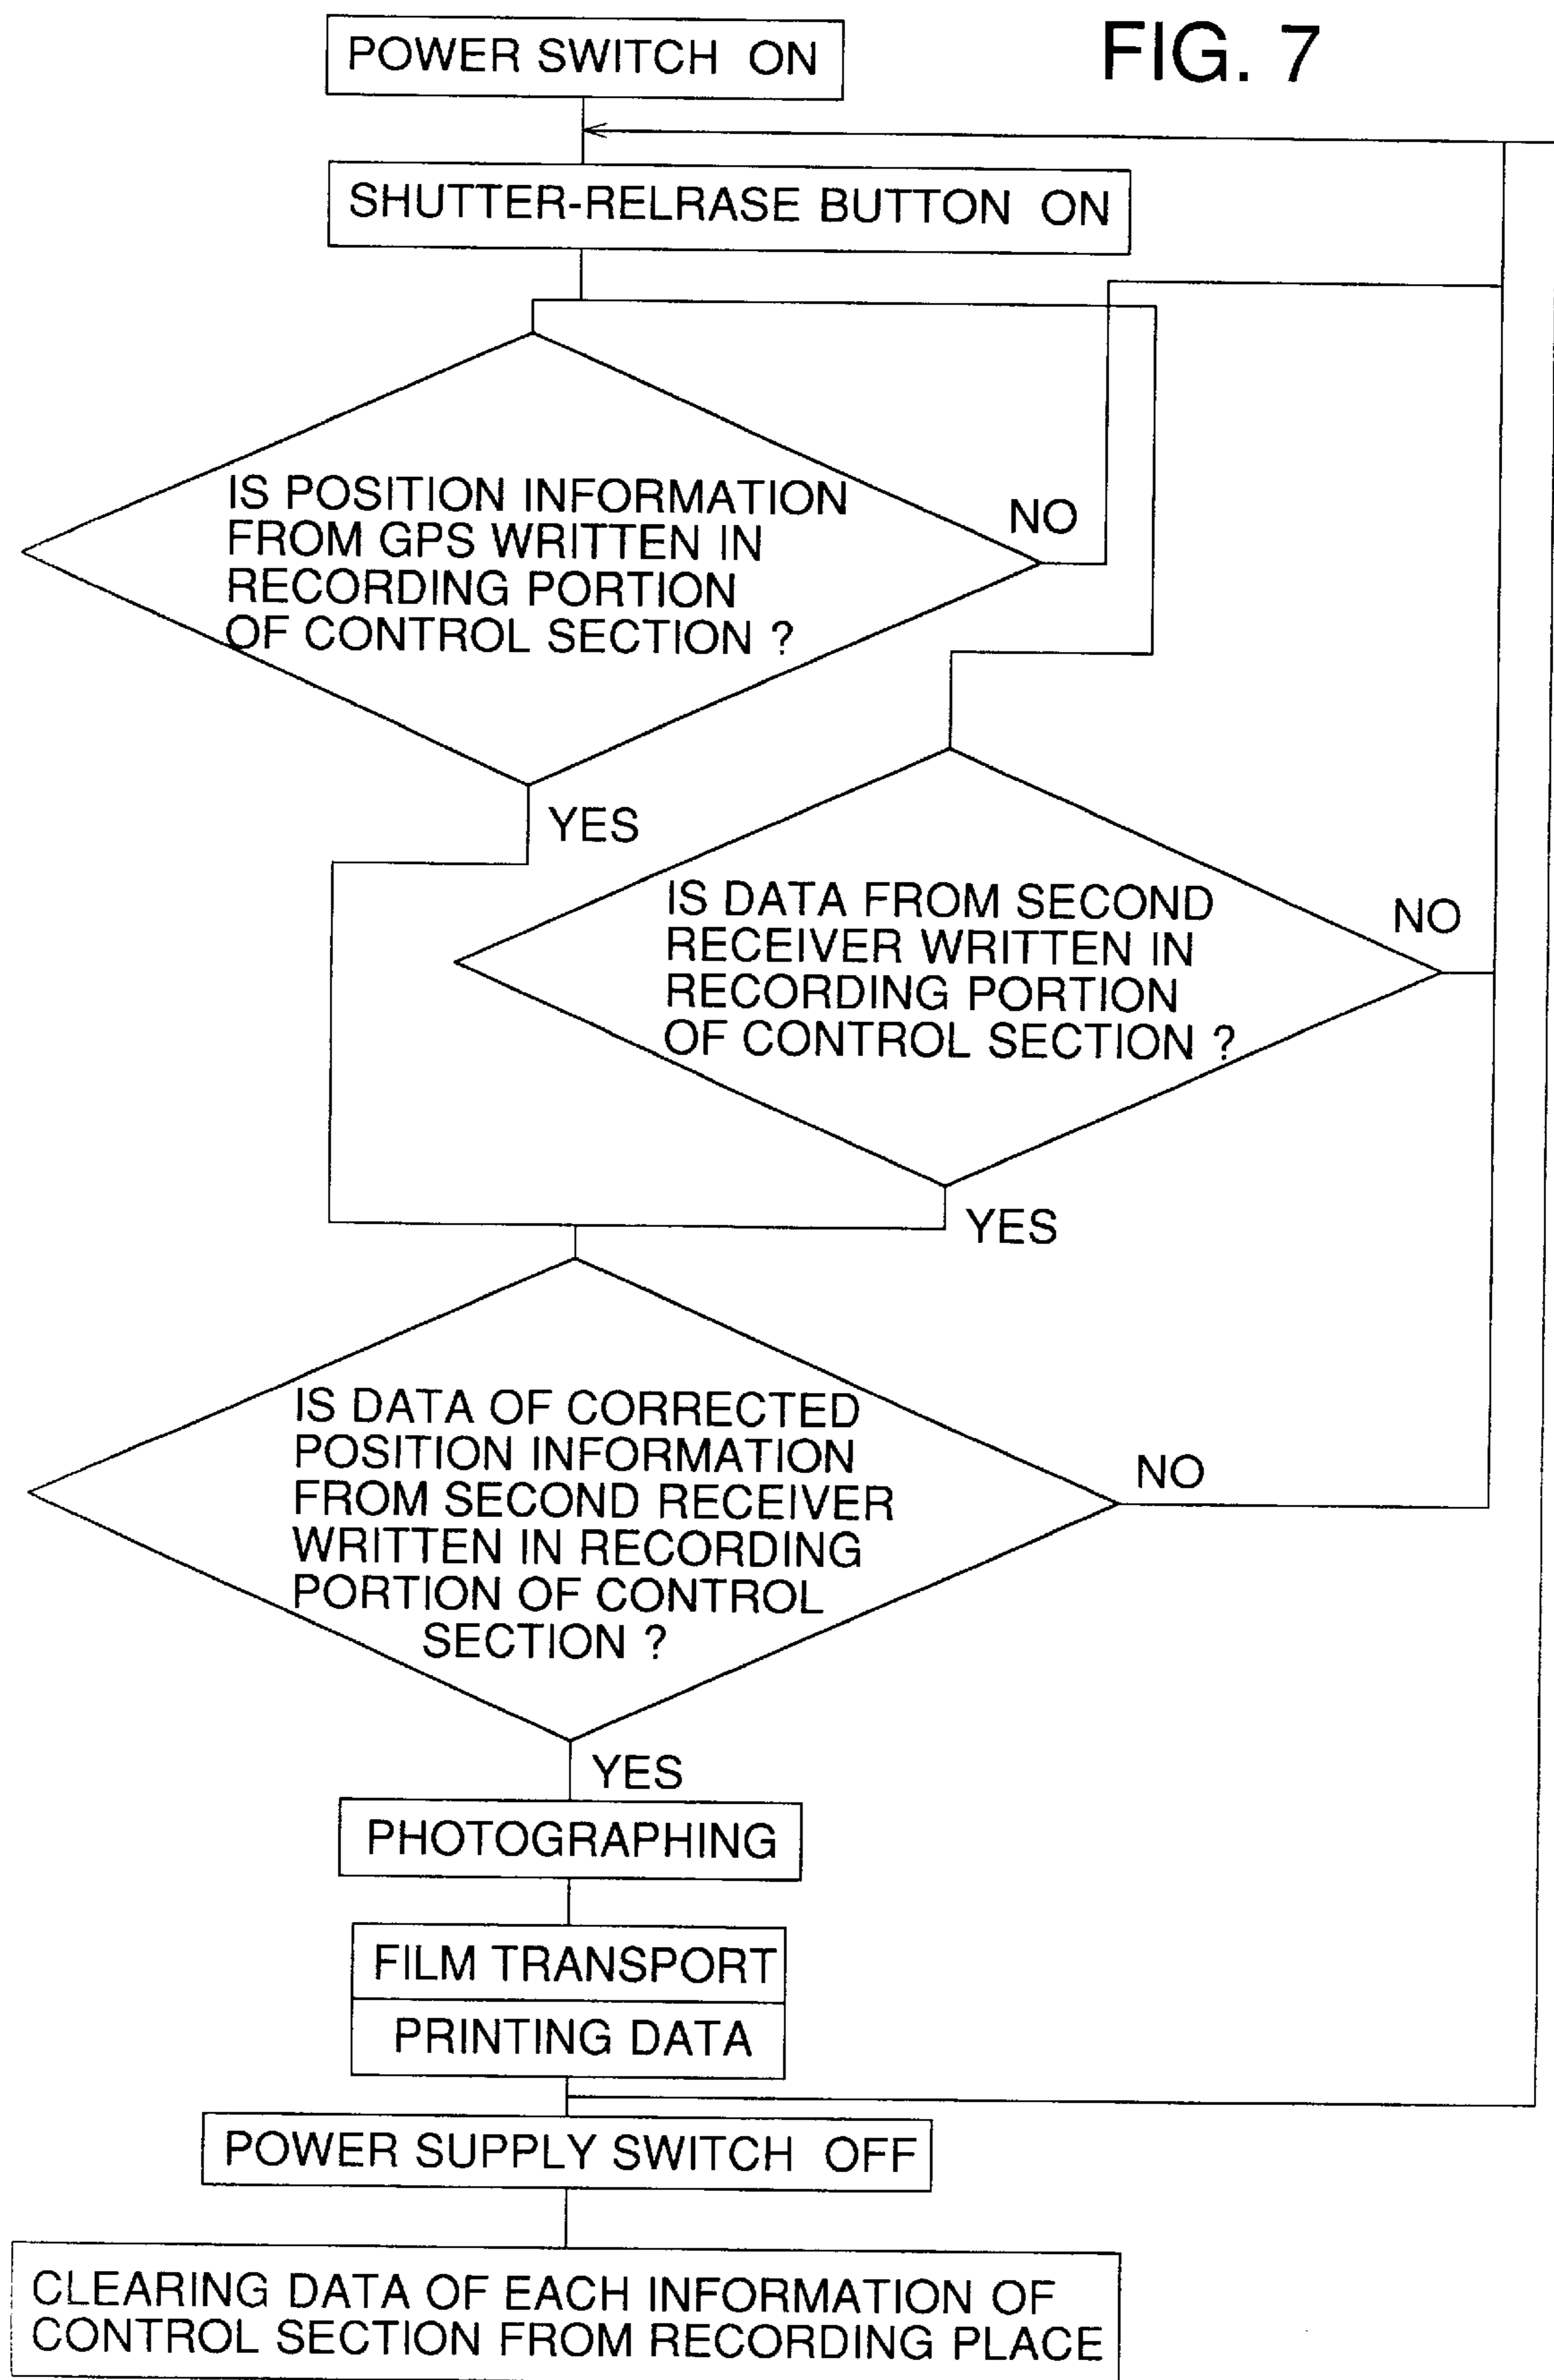 FIG. 7
POWER SWITCH ON
SHUTTER-RELRASE BUTTON ON
IS POSITION INFORMATION
FROM GPS WRITTEN IN
RECORDING PORTION
OF CONTROL SECTION ?
NO
YES
IS DATA FROM SECOND
RECEIVER WRITTEN IN
RECORDING PORTION
OF CONTROL SECTION ?
NO
YES
IS DATA OF CORRECTED
POSITION INFORMATION
FROM SECOND RECEIVER
WRITTEN IN RECORDING
PORTION OF CONTROL
SECTION ?
NO
YES
PHOTOGRAPHING
FILM TRANSPORT
PRINTING DATA
POWER SUPPLY SWITCH OFF
CLEARING DATA OF EACH INFORMATION OF
CONTROL SECTION FROM RECORDING PLACE